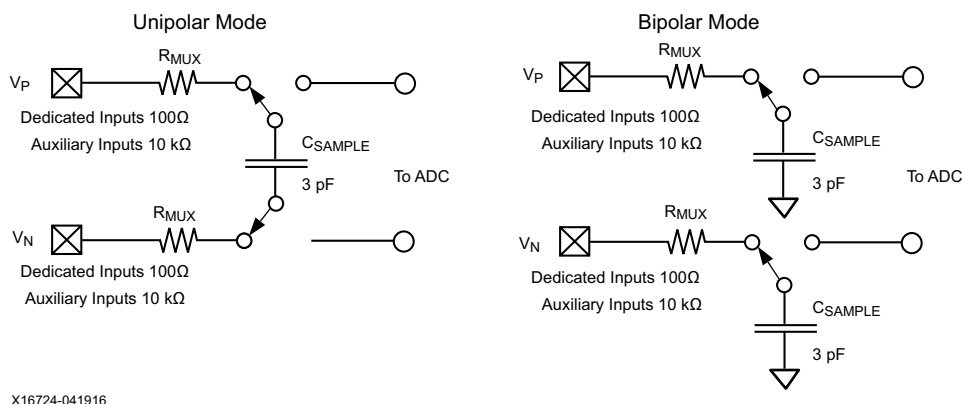 Unipolar Mode
RMUX
VP
Dedicated Inputs 100Ω
Auxiliary Inputs 10 kΩ
CSAMPLE
3 pF
To ADC
RMUX
VN
Dedicated Inputs 100Ω
Auxiliary Inputs 10 kΩ
Bipolar Mode
RMUX
VP
Dedicated Inputs 100Ω
Auxiliary Inputs 10 kΩ
CSAMPLE
3 pF
To ADC
RMUX
VN
Dedicated Inputs 100Ω
Auxiliary Inputs 10 kΩ
CSAMPLE
3 pF
X16724-041916